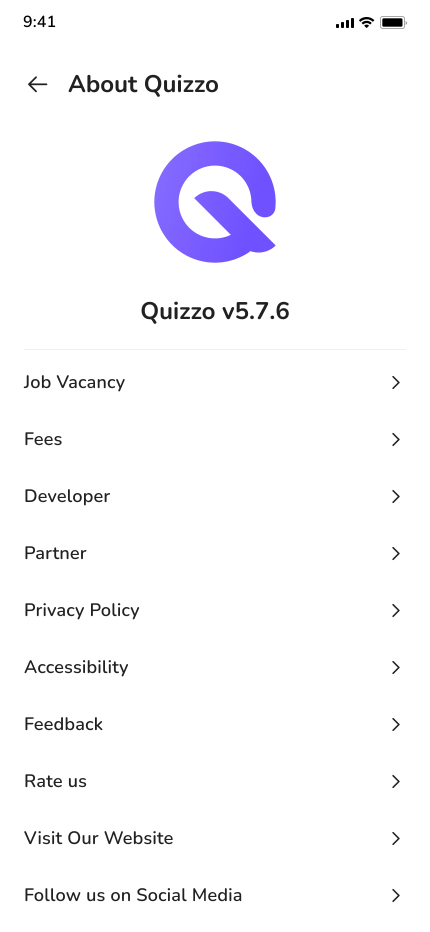 9:41
About Quizzo
Quizzo v5.7.6
Job Vacancy
Fees
Developer
Partner
Privacy Policy
Accessibility
Feedback
Rate us
Visit Our Website
Follow us on Social Media